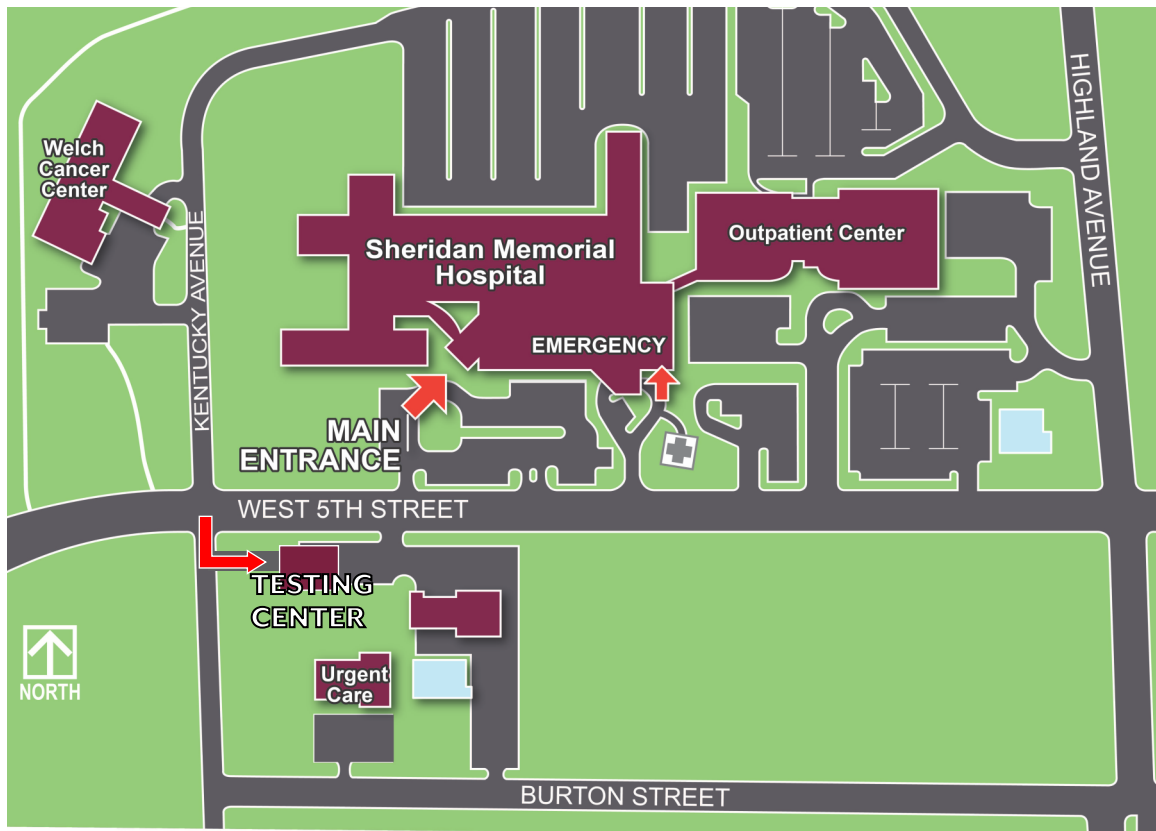 HIGHLAND AVENUE
Welch
Cancer
Center
KENTUCKY AVENUE
Sheridan Memorial
Hospital
Outpatient Center
EMERGENCY
MAIN
ENTRANCE
WEST 5TH STREET
TESTING
CENTER
NORTH
Urgent
Care
BURTON STREET